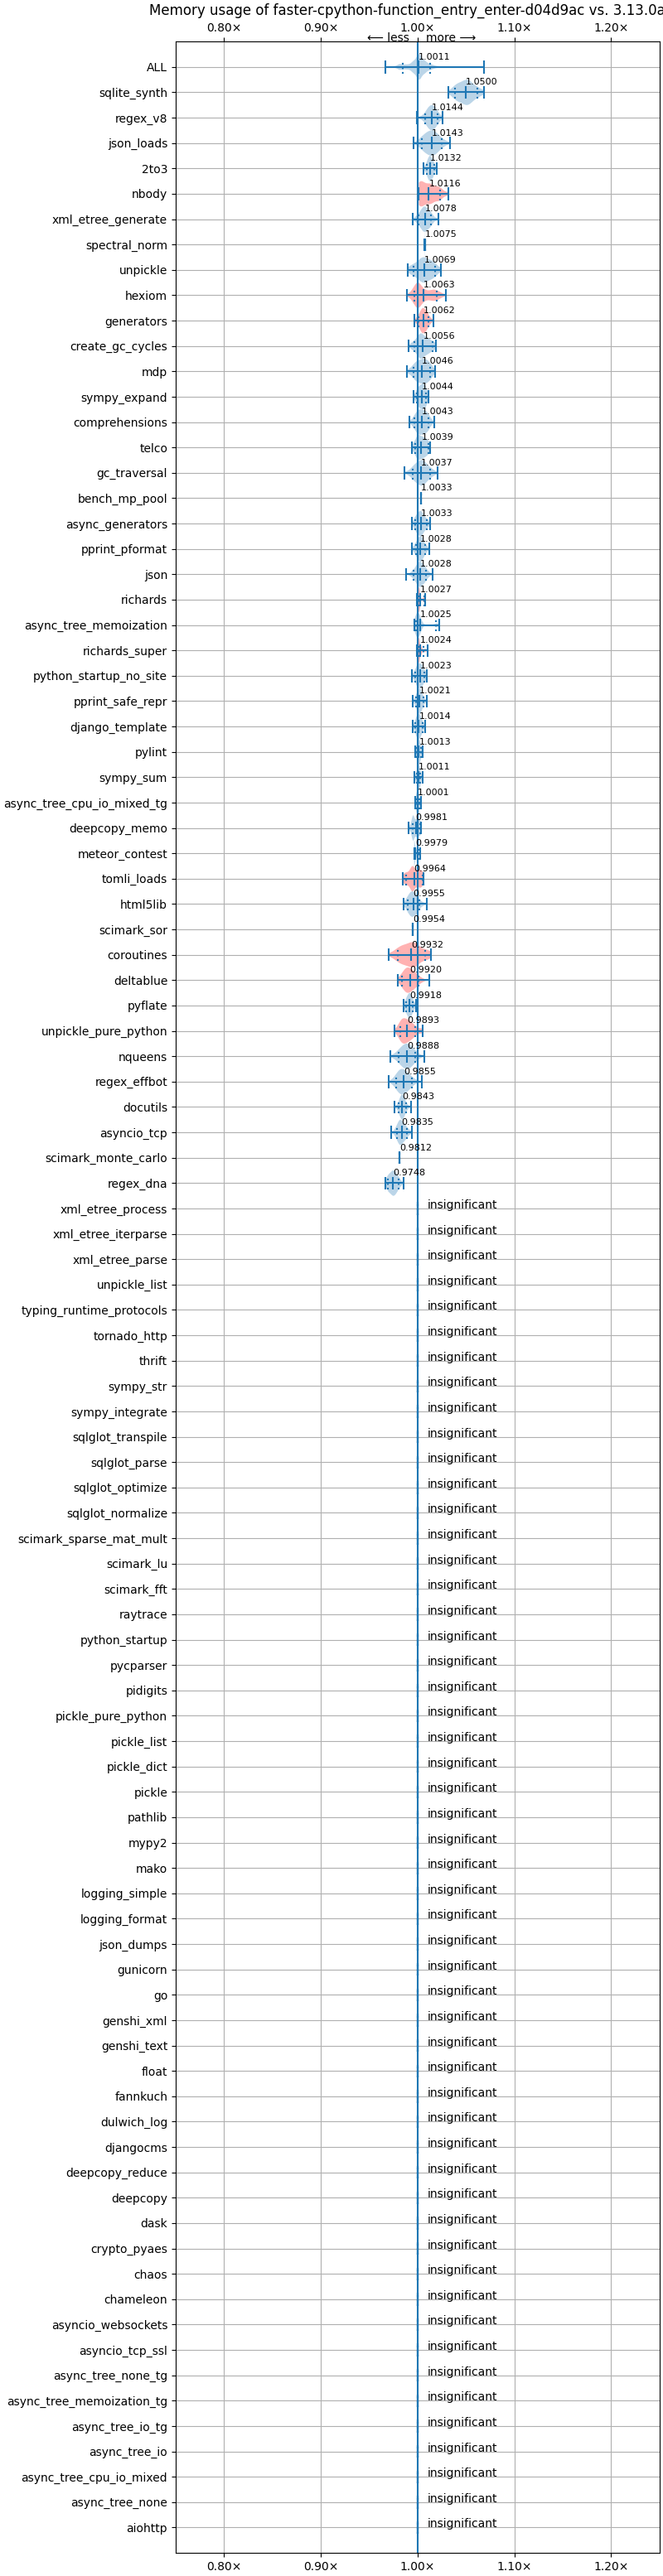 Memory usage of faster-cpython-function_entry_enter-d04d9ac vs. 3.13.0a
0.80× 0.90× 1.00× 1.10× 1.20×
⟵ less more ⟶
ALL 1.0011
sqlite_synth 1.0500
regex_v8 1.0144
json_loads 1.0143
2to3 1.0132
nbody 1.0116
xml_etree_generate 1.0078
spectral_norm 1.0075
unpickle 1.0069
hexiom 1.0063
generators 1.0062
create_gc_cycles 1.0056
mdp 1.0046
sympy_expand 1.0044
comprehensions 1.0043
telco 1.0039
gc_traversal 1.0037
bench_mp_pool 1.0033
async_generators 1.0033
pprint_pformat 1.0028
json 1.0028
richards 1.0027
async_tree_memoization 1.0025
richards_super 1.0024
python_startup_no_site 1.0023
pprint_safe_repr 1.0021
django_template 1.0014
pylint 1.0013
sympy_sum 1.0011
async_tree_cpu_io_mixed_tg 1.0001
deepcopy_memo 0.9981
meteor_contest 0.9979
tomli_loads 0.9964
html5lib 0.9955
scimark_sor 0.9954
coroutines 0.9932
deltablue 0.9920
pyflate 0.9918
unpickle_pure_python 0.9893
nqueens 0.9888
regex_effbot 0.9855
docutils 0.9843
asyncio_tcp 0.9835
scimark_monte_carlo 0.9812
regex_dna 0.9748
xml_etree_process insignificant
xml_etree_iterparse insignificant
xml_etree_parse insignificant
unpickle_list insignificant
typing_runtime_protocols insignificant
tornado_http insignificant
thrift insignificant
sympy_str insignificant
sympy_integrate insignificant
sqlglot_transpile insignificant
sqlglot_parse insignificant
sqlglot_optimize insignificant
sqlglot_normalize insignificant
scimark_sparse_mat_mult insignificant
scimark_lu insignificant
scimark_fft insignificant
raytrace insignificant
python_startup insignificant
pycparser insignificant
pidigits insignificant
pickle_pure_python insignificant
pickle_list insignificant
pickle_dict insignificant
pickle insignificant
pathlib insignificant
mypy2 insignificant
mako insignificant
logging_simple insignificant
logging_format insignificant
json_dumps insignificant
gunicorn insignificant
go insignificant
genshi_xml insignificant
genshi_text insignificant
float insignificant
fannkuch insignificant
dulwich_log insignificant
djangocms insignificant
deepcopy_reduce insignificant
deepcopy insignificant
dask insignificant
crypto_pyaes insignificant
chaos insignificant
chameleon insignificant
asyncio_websockets insignificant
asyncio_tcp_ssl insignificant
async_tree_none_tg insignificant
async_tree_memoization_tg insignificant
async_tree_io_tg insignificant
async_tree_io insignificant
async_tree_cpu_io_mixed insignificant
async_tree_none insignificant
aiohttp insignificant
0.80× 0.90× 1.00× 1.10× 1.20×